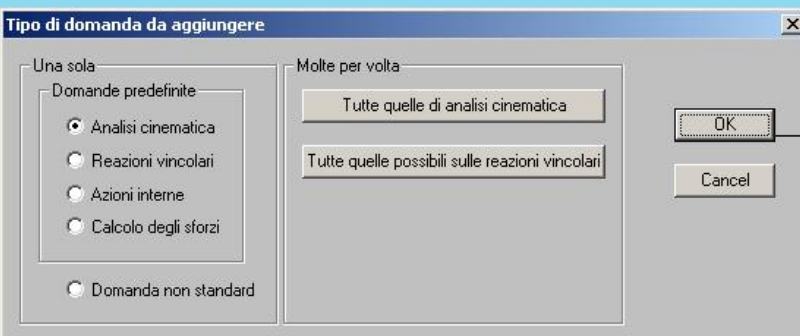 Tipo di domanda da aggiungere
Una sola
Domande predefinite
Analisi cinematica
Reazioni vincolari
Azioni interne
Calcolo degli sforzi
Domanda non standard
Molte per volta
Tutte quelle di analisi cinematica
Tutte quelle possibili sulle reazioni vincolari
OK
Cancel